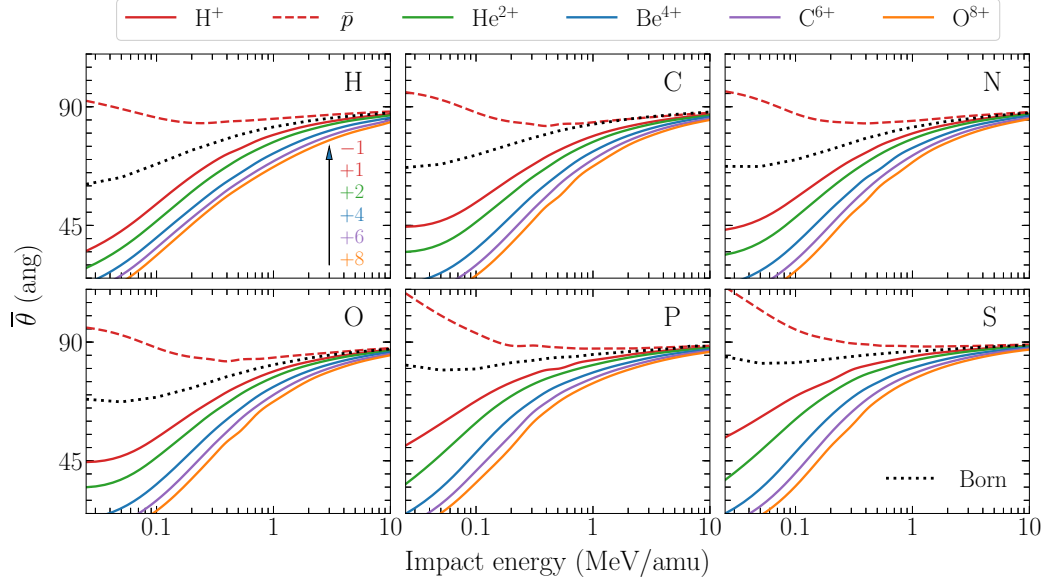 H⁺ p̄ He²⁺ Be⁴⁺ C⁶⁺ O⁸⁺
H C N
90
45
−1
+1
+2
+4
+6
+8
O P S
90
45
Born
0.1 1 10 0.1 1 10 0.1 1 10
θ̄ (ang)
Impact energy (MeV/amu)